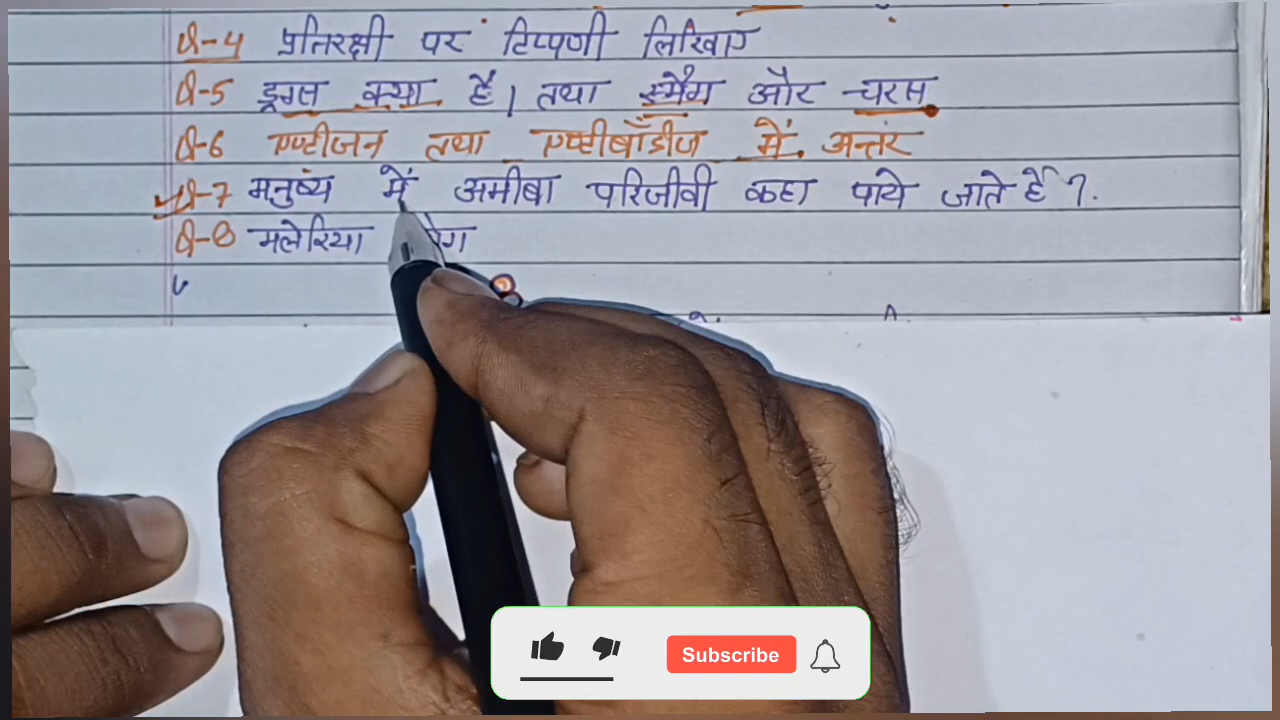 Q-4 प्रतिरक्षी पर टिप्पणी लिखिए
Q-5 ड्रग्स क्या है। तथा स्मैग और चरस
Q-6 एण्टीजन तथा एण्टीबॉडीज में अन्तर
Q-7 मनुष्य में अमीबा परिजीवी कहा पाये जाते हैं ?.
Q-8 मलेरिया
Subscribe